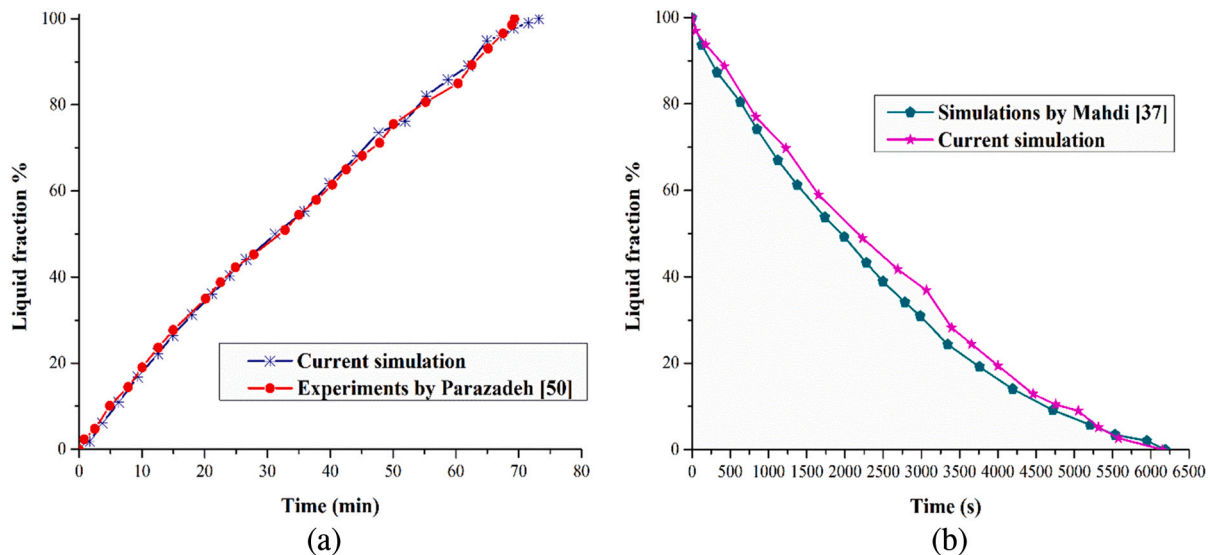 100
80
60
40
20
0
Liquid fraction %
Current simulation
Experiments by Parazadeh [50]
0 10 20 30 40 50 60 70 80
Time (min)
(a)
100
80
60
40
20
0
Liquid fraction %
Simulations by Mahdi [37]
Current simulation
0 500 1000 1500 2000 2500 3000 3500 4000 4500 5000 5500 6000 6500
Time (s)
(b)